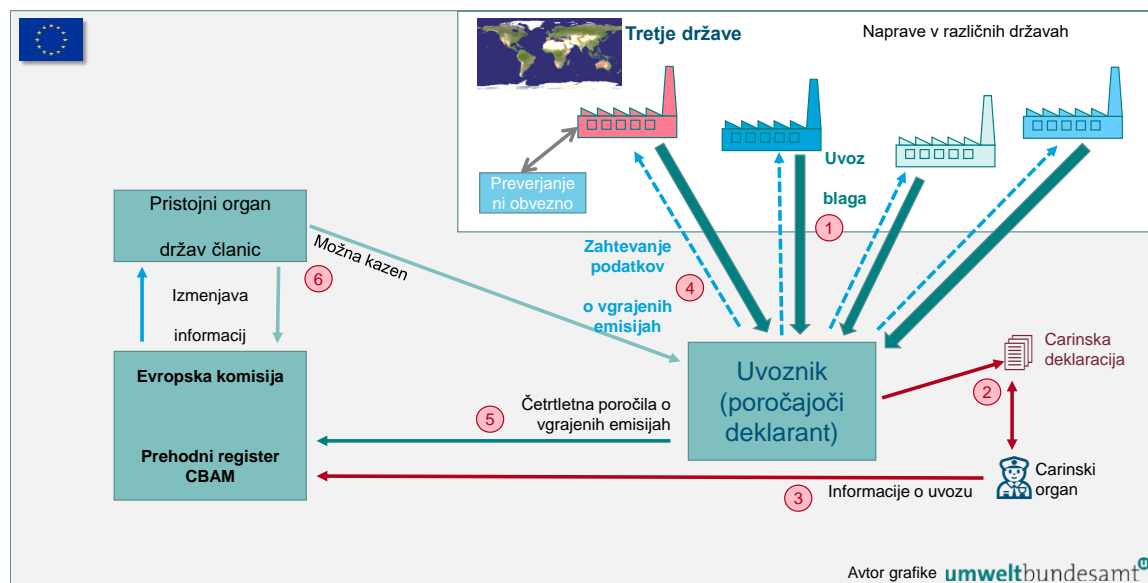 Tretje države
Naprave v različnih državah
Uvoz
blaga
1
Preverjanje
ni obvezno
Pristojni organ
držav članic
Možna kazen
6
Zahtevanje
podatkov
4
o vgrajenih
emisijah
Izmenjava
informacij
Evropska komisija
Prehodni register
CBAM
Uvoznik
(poročajoči
deklarant)
Carinska
deklaracija
2
Četrtletna poročila o
vgrajenih emisijah
5
Carinski
organ
Informacije o uvozu
3
Avtor grafike umweltbundesamt